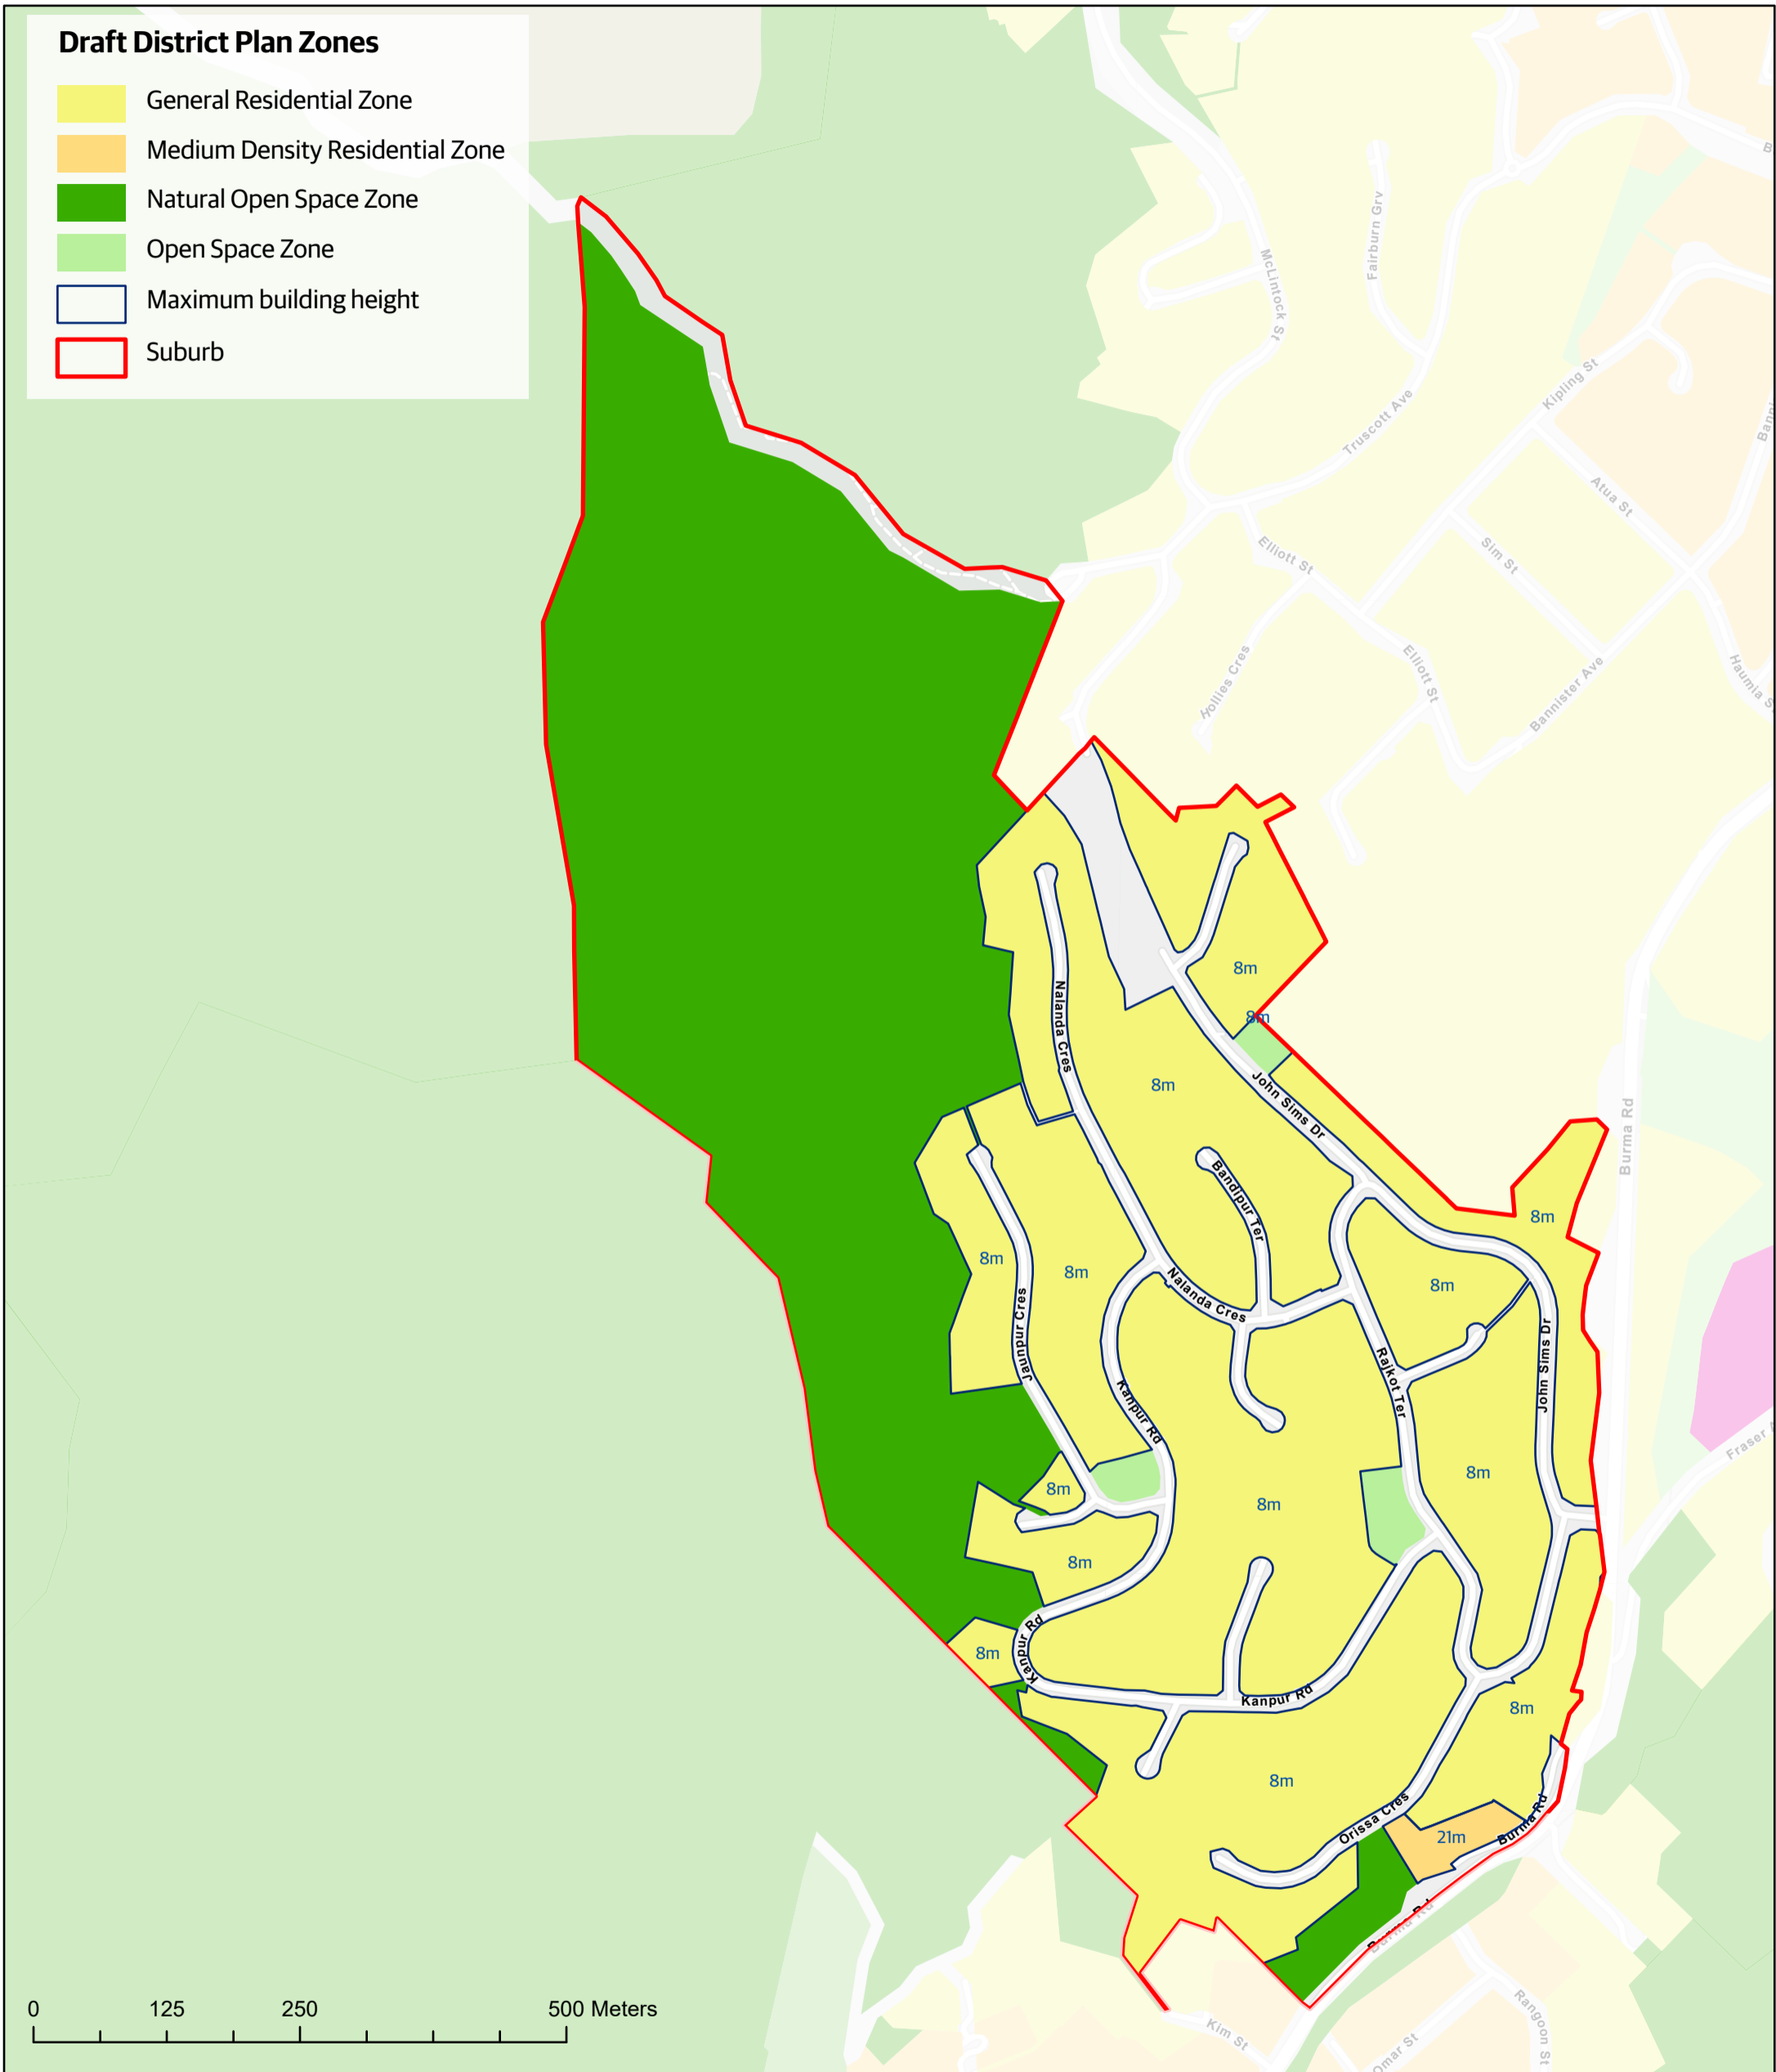 Draft District Plan Zones
General Residential Zone
Medium Density Residential Zone
Natural Open Space Zone
Open Space Zone
Maximum building height
Suburb
McLintock St
Fairburn Grv
Truscott Ave
Kipling St
Atua St
Sim St
Elliott St
Hollies Cres
Elliott St
Bannister Ave
Burma Rd
8m
8m
Nalanda Cres
8m
John Sims Dr
Bandipur Ter
8m
8m
8m
Nalanda Cres
8m
Jaunpur Cres
Kanpur Rd
Rajkot Ter
John Sims Dr
8m
8m
8m
8m
Kanpur Rd
8m
Kanpur Rd
8m
8m
Orissa Cres
21m
Burma Rd
Burma Rd
Kim St
Omar St
Rangoon St
0 125 250 500 Meters